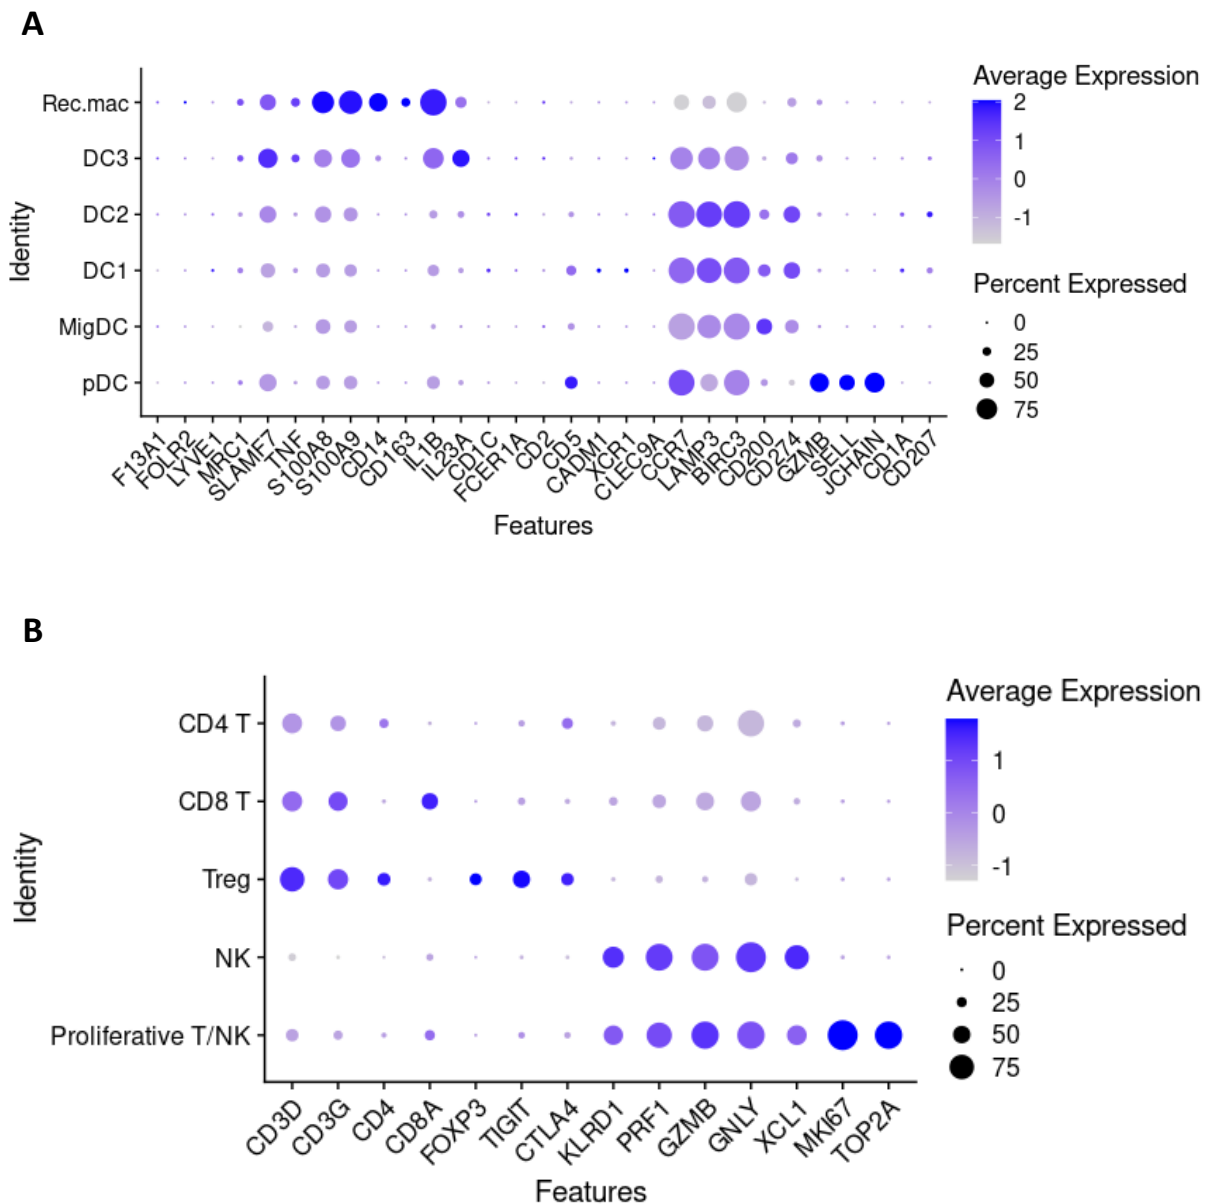 A
Rec.mac
DC3
DC2
DC1
MigDC
pDC
Identity
F13A1
FOLR2
LYVE1
MRC1
SLAMF7
TNF
S100A8
S100A9
CD14
CD163
IL1B
IL23A
CD1C
FCER1A
CD2
CD5
CADM1
XCR1
CLEC9A
CCR7
LAMP3
BIRC3
CD200
CD274
GZMB
SELL
JCHAIN
CD1A
CD207
Features
Average Expression
2
1
0
-1
Percent Expressed
0
25
50
75
B
CD4 T
CD8 T
Treg
NK
Proliferative T/NK
Identity
CD3D
CD3G
CD4
CD8A
FOXP3
TIGIT
CTLA4
KLRD1
PRF1
GZMB
GNLY
XCL1
MKI67
TOP2A
Features
Average Expression
1
0
-1
Percent Expressed
0
25
50
75